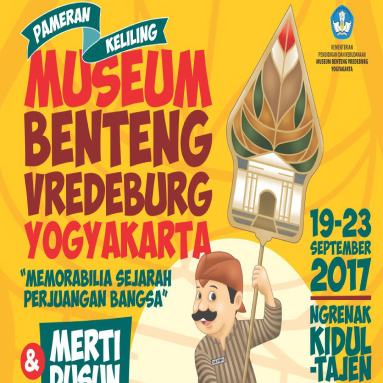 PAMERAN
KELILING
MUSEUM
BENTENG
VREDEBURG
YOGYAKARTA
"MEMORABILIA SEJARAH
PERJUANGAN BANGSA"
&
MERTI
DUSUN
KEMENTERIAN
PENDIDIKAN DAN KEBUDAYAAN
MUSEUM BENTENG VREDEBURG
YOGYAKARTA
19-23
SEPTEMBER
2017
NGRENAK
KIDUL
-TAJEN